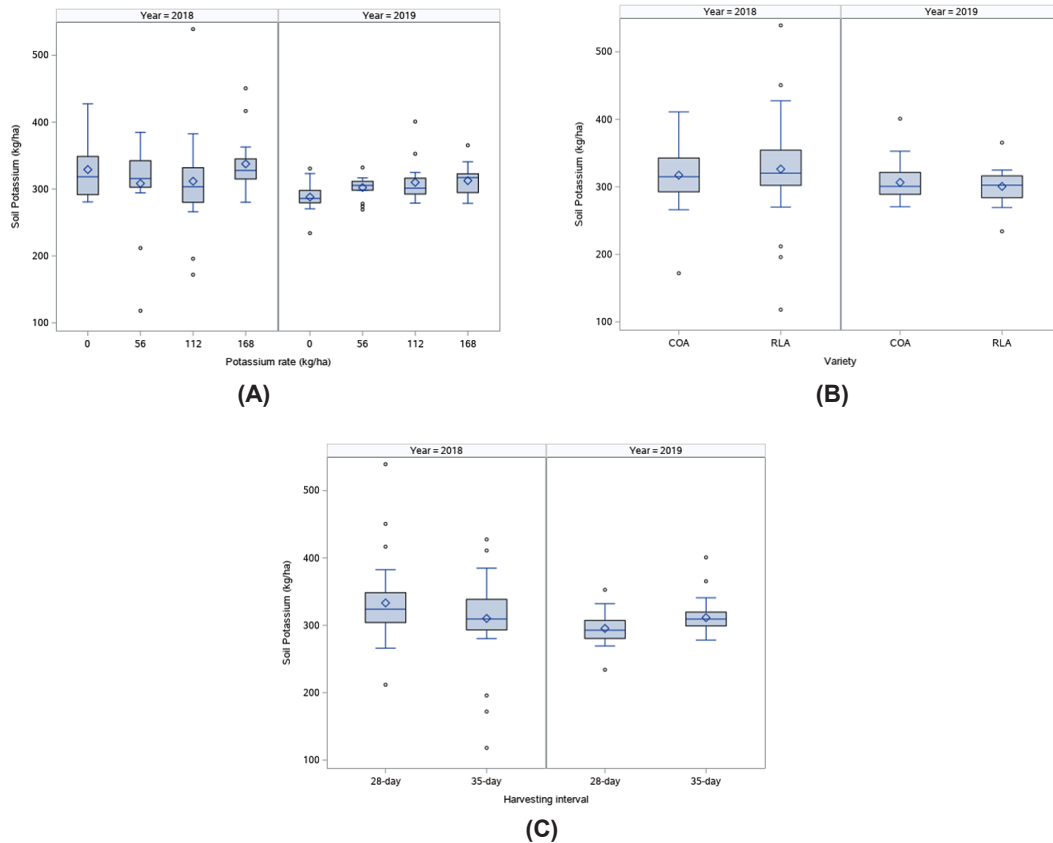 Year = 2018 Year = 2019
500
400
300
200
100
Soil Potassium (kg/ha)
0 56 112 168 0 56 112 168
Potassium rate (kg/ha)
(A)
Year = 2018 Year = 2019
500
400
300
200
100
Soil Potassium (kg/ha)
COA RLA COA RLA
Variety
(B)
Year = 2018 Year = 2019
500
400
300
200
100
Soil Potassium (kg/ha)
28-day 35-day 28-day 35-day
Harvesting interval
(C)